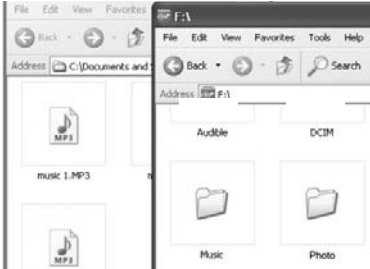 File Edit View Favorites
Back
Address C:\Documents and
MP3
music 1.MP3
MP3
F:\
File Edit View Favorites Tools Help
Back Search
Address F:\
Audible DCIM
Music Photo